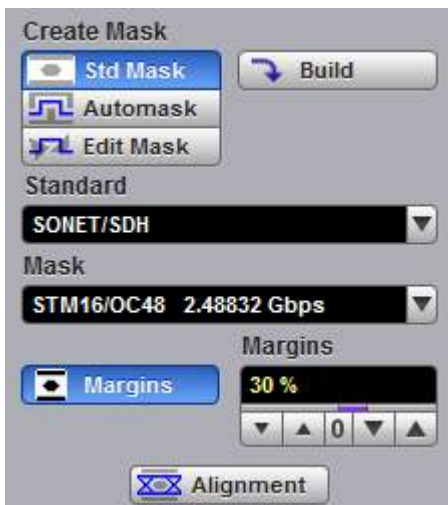 Create Mask
Std Mask Build
Automask
Edit Mask
Standard
SONET/SDH
Mask
STM16/OC48 2.48832 Gbps
Margins
Margins 30 %
0
Alignment